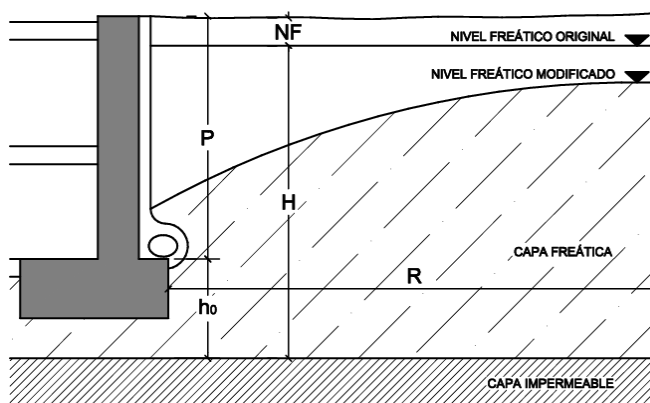 NF
NIVEL FREÁTICO ORIGINAL
NIVEL FREÁTICO MODIFICADO
P
H
CAPA FREÁTICA
R
h₀
CAPA IMPERMEABLE